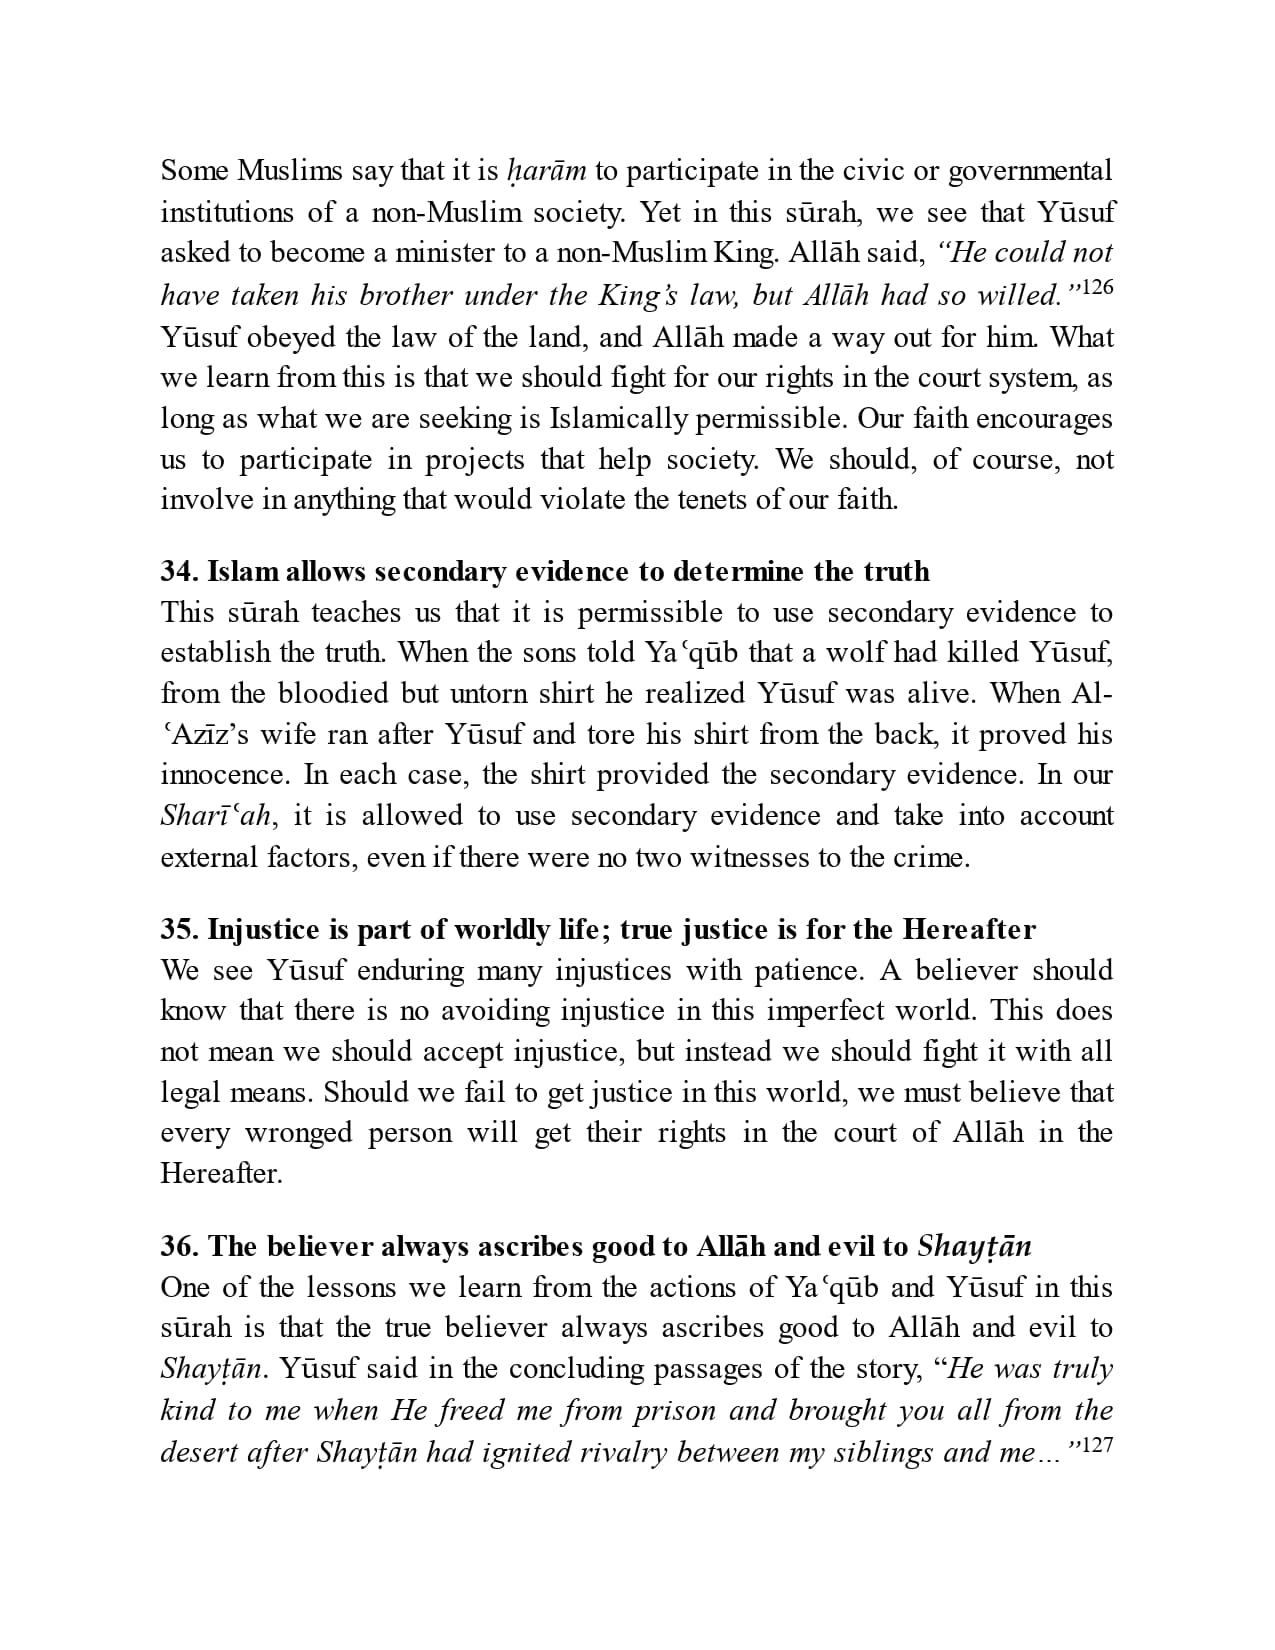 Some Muslims say that it is ḥarām to participate in the civic or governmental
institutions of a non-Muslim society. Yet in this sūrah, we see that Yūsuf
asked to become a minister to a non-Muslim King. Allāh said, “He could not
have taken his brother under the King’s law, but Allāh had so willed.”126
Yūsuf obeyed the law of the land, and Allāh made a way out for him. What
we learn from this is that we should fight for our rights in the court system, as
long as what we are seeking is Islamically permissible. Our faith encourages
us to participate in projects that help society. We should, of course, not
involve in anything that would violate the tenets of our faith.
34. Islam allows secondary evidence to determine the truth
This sūrah teaches us that it is permissible to use secondary evidence to
establish the truth. When the sons told Yaʿqūb that a wolf had killed Yūsuf,
from the bloodied but untorn shirt he realized Yūsuf was alive. When Al-
ʿAzīz’s wife ran after Yūsuf and tore his shirt from the back, it proved his
innocence. In each case, the shirt provided the secondary evidence. In our
Sharīʿah, it is allowed to use secondary evidence and take into account
external factors, even if there were no two witnesses to the crime.
35. Injustice is part of worldly life; true justice is for the Hereafter
We see Yūsuf enduring many injustices with patience. A believer should
know that there is no avoiding injustice in this imperfect world. This does
not mean we should accept injustice, but instead we should fight it with all
legal means. Should we fail to get justice in this world, we must believe that
every wronged person will get their rights in the court of Allāh in the
Hereafter.
36. The believer always ascribes good to Allāh and evil to Shayṭān
One of the lessons we learn from the actions of Yaʿqūb and Yūsuf in this
sūrah is that the true believer always ascribes good to Allāh and evil to
Shayṭān. Yūsuf said in the concluding passages of the story, “He was truly
kind to me when He freed me from prison and brought you all from the
desert after Shayṭān had ignited rivalry between my siblings and me…”127